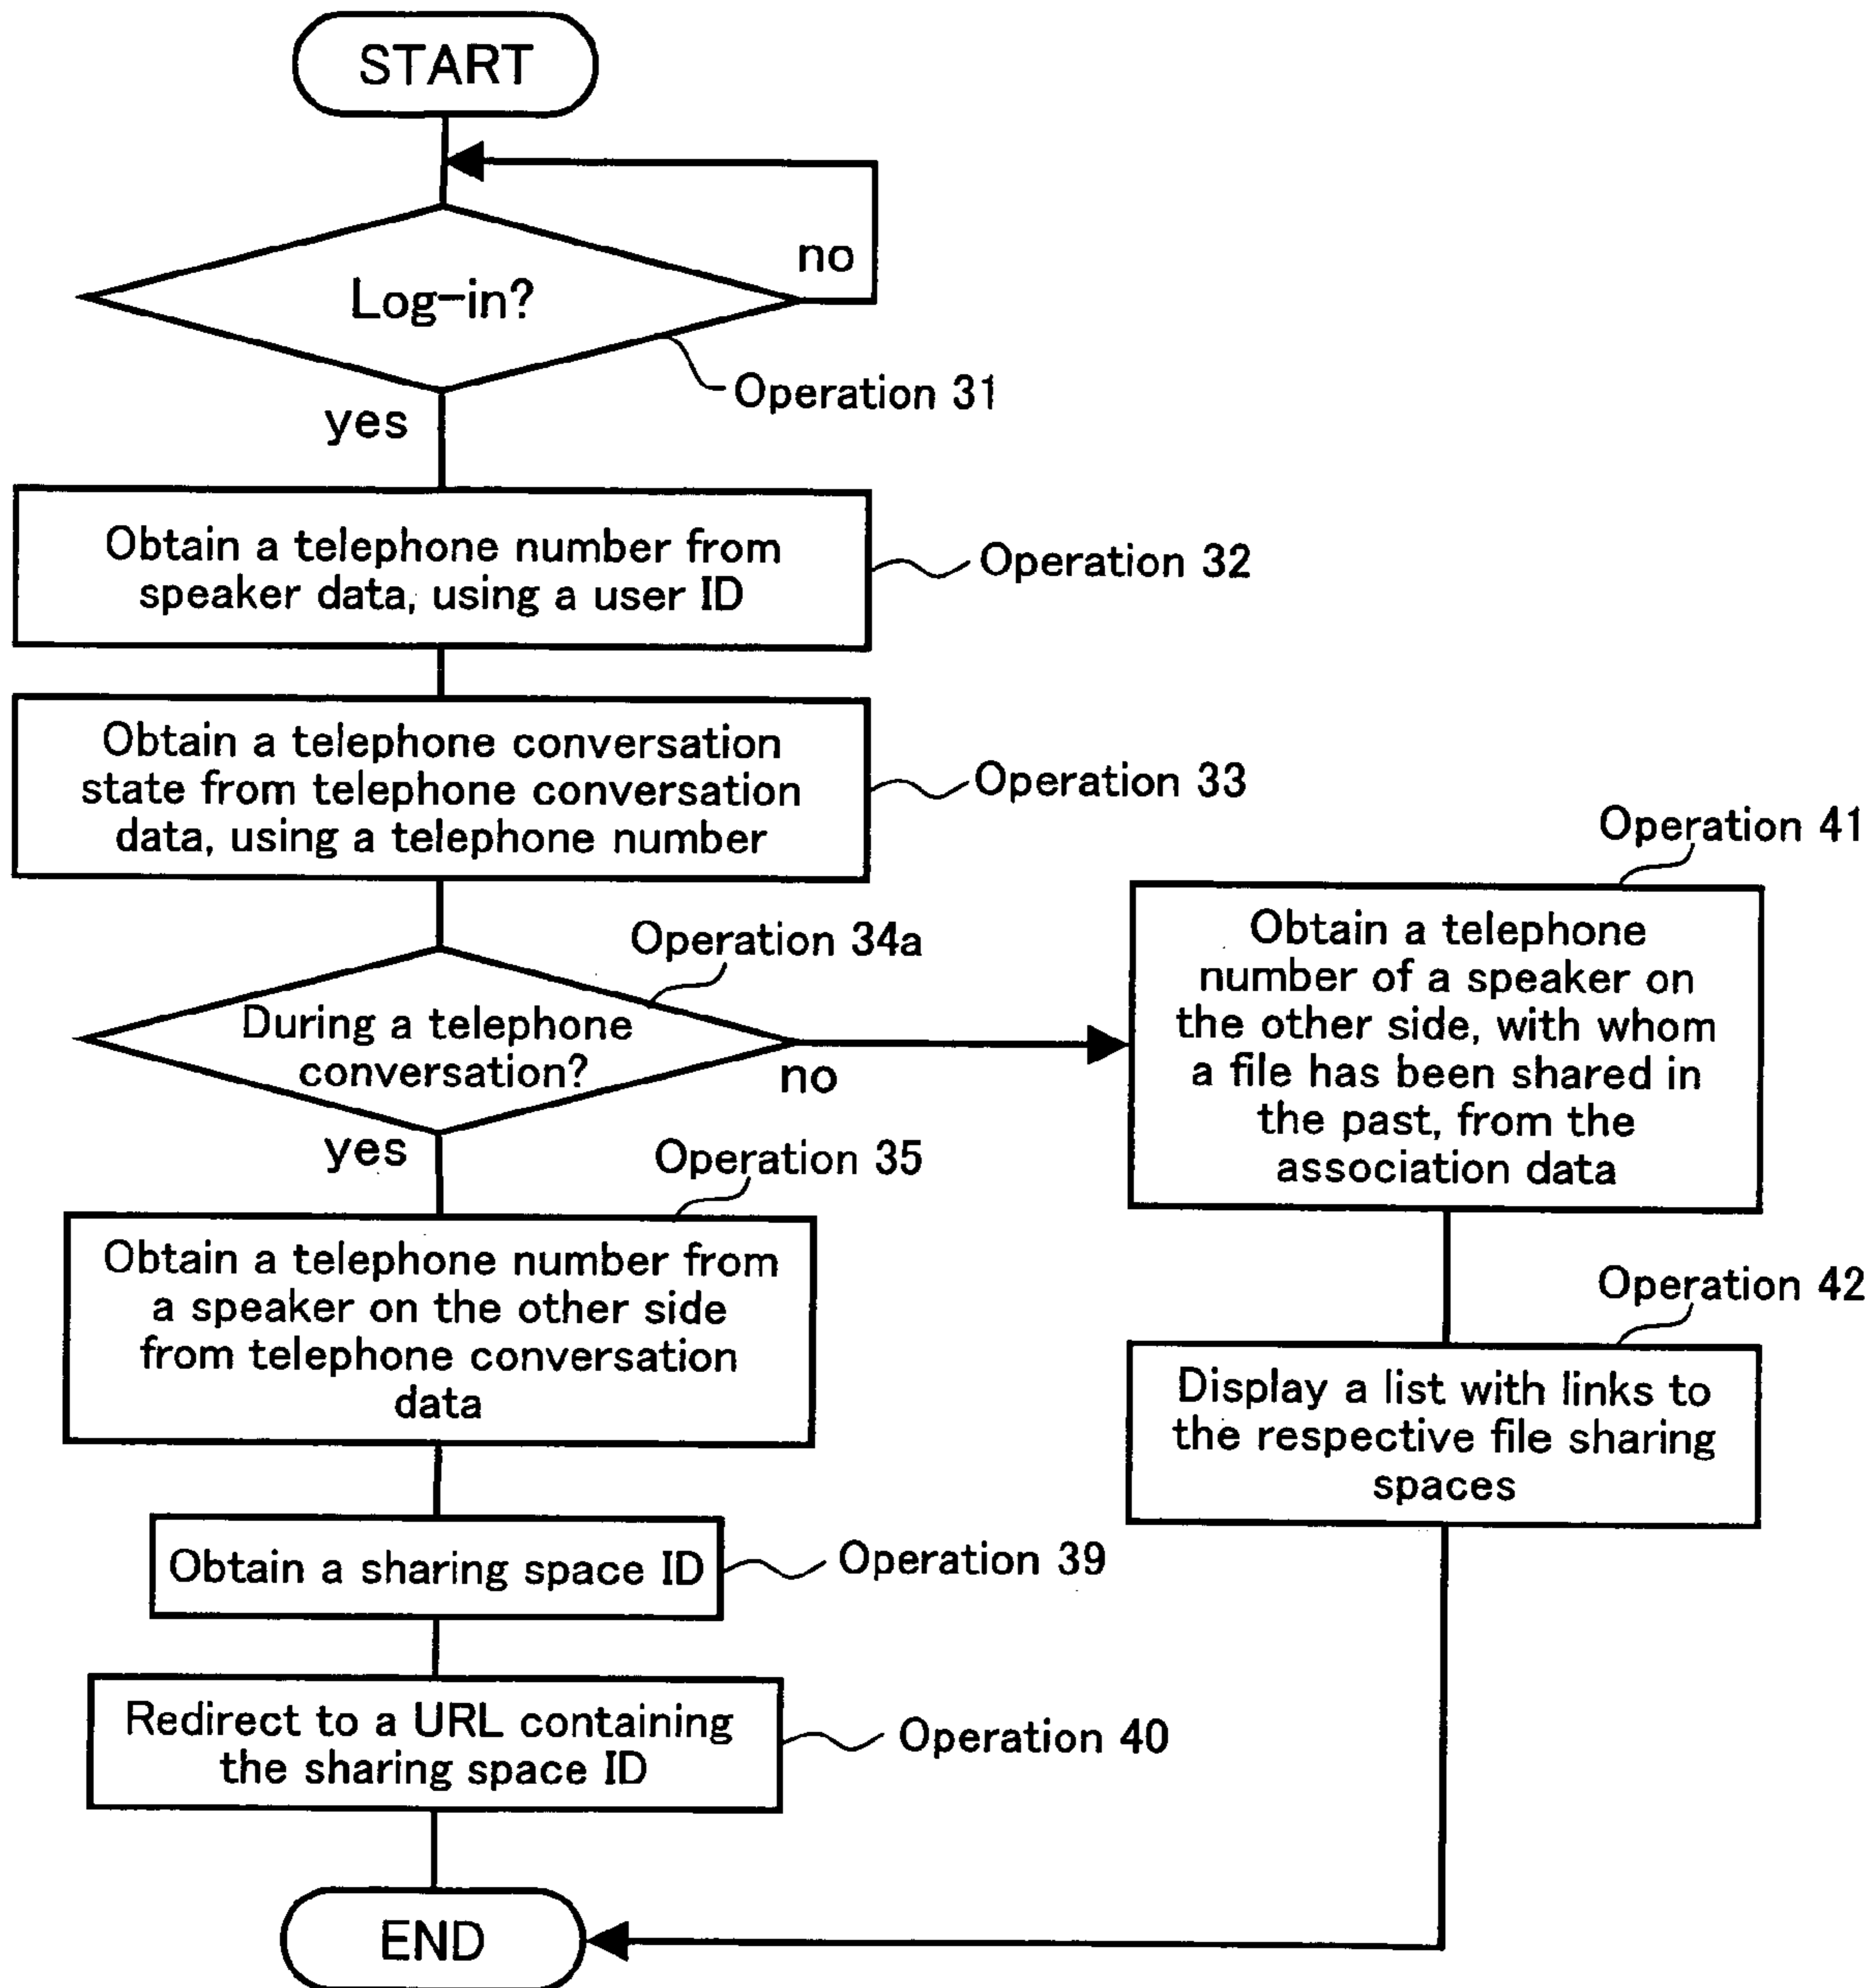 START
no
Log-in?
Operation 31
yes
Obtain a telephone number from
speaker data, using a user ID
Operation 32
Obtain a telephone conversation
state from telephone conversation
data, using a telephone number
Operation 33
Operation 34a
During a telephone
conversation?
no
yes
Operation 41
Obtain a telephone
number of a speaker on
the other side, with whom
a file has been shared in
the past, from the
association data
Operation 35
Obtain a telephone number from
a speaker on the other side
from telephone conversation
data
Operation 42
Display a list with links to
the respective file sharing
spaces
Obtain a sharing space ID
Operation 39
Redirect to a URL containing
the sharing space ID
Operation 40
END